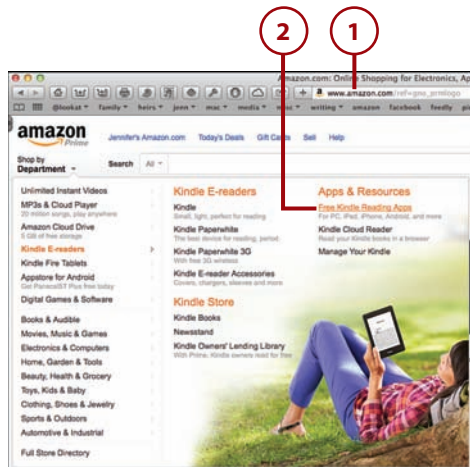 2 1
Amazon.com: Online Shopping for Electronics, Ap
www.amazon.com/ref=gno_prmlogo
@lookat family heirs jenn mac media misc writing amazon facebook feedly
amazon
Prime
Jennifer's Amazon.com Today's Deals Gift Cards Sell Help
Shop by
Department Search All
Unlimited Instant Videos
MP3s & Cloud Player
20 million songs, play anywhere
Amazon Cloud Drive
5 GB of free storage
Kindle E-readers
Kindle Fire Tablets
Appstore for Android
Get ParacelST Plus free today
Digital Games & Software
Books & Audible
Movies, Music & Games
Electronics & Computers
Home, Garden & Tools
Beauty, Health & Grocery
Toys, Kids & Baby
Clothing, Shoes & Jewelry
Sports & Outdoors
Automotive & Industrial
Full Store Directory
Kindle E-readers
Kindle
Small, light, perfect for reading
Kindle Paperwhite
The best device for reading, period
Kindle Paperwhite 3G
With free 3G wireless
Kindle E-reader Accessories
Covers, chargers, sleeves and more
Kindle Store
Kindle Books
Newsstand
Kindle Owners' Lending Library
With Prime, Kindle owners read for free
Apps & Resources
Free Kindle Reading Apps
For PC, iPad, iPhone, Android, and more
Kindle Cloud Reader
Read your Kindle books in a browser
Manage Your Kindle